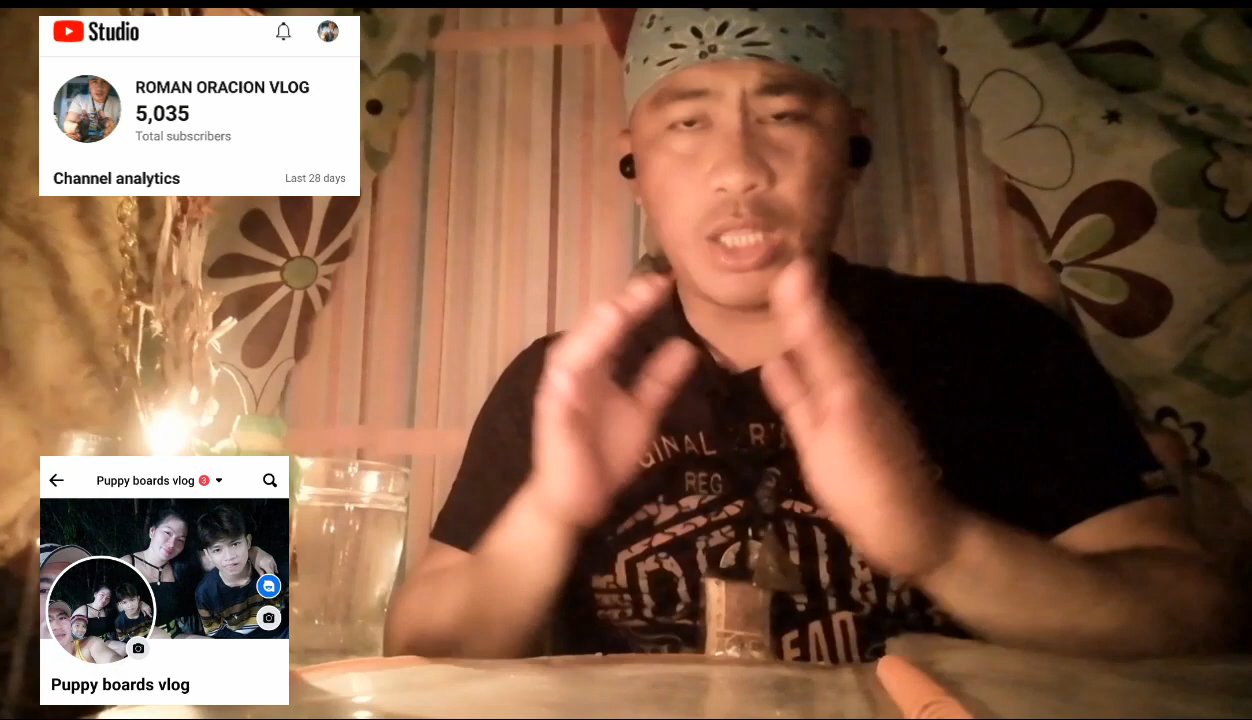 Studio
ROMAN ORACION VLOG
5,035
Total subscribers
Channel analytics
Last 28 days
Puppy boards vlog 3
Puppy boards vlog
REG